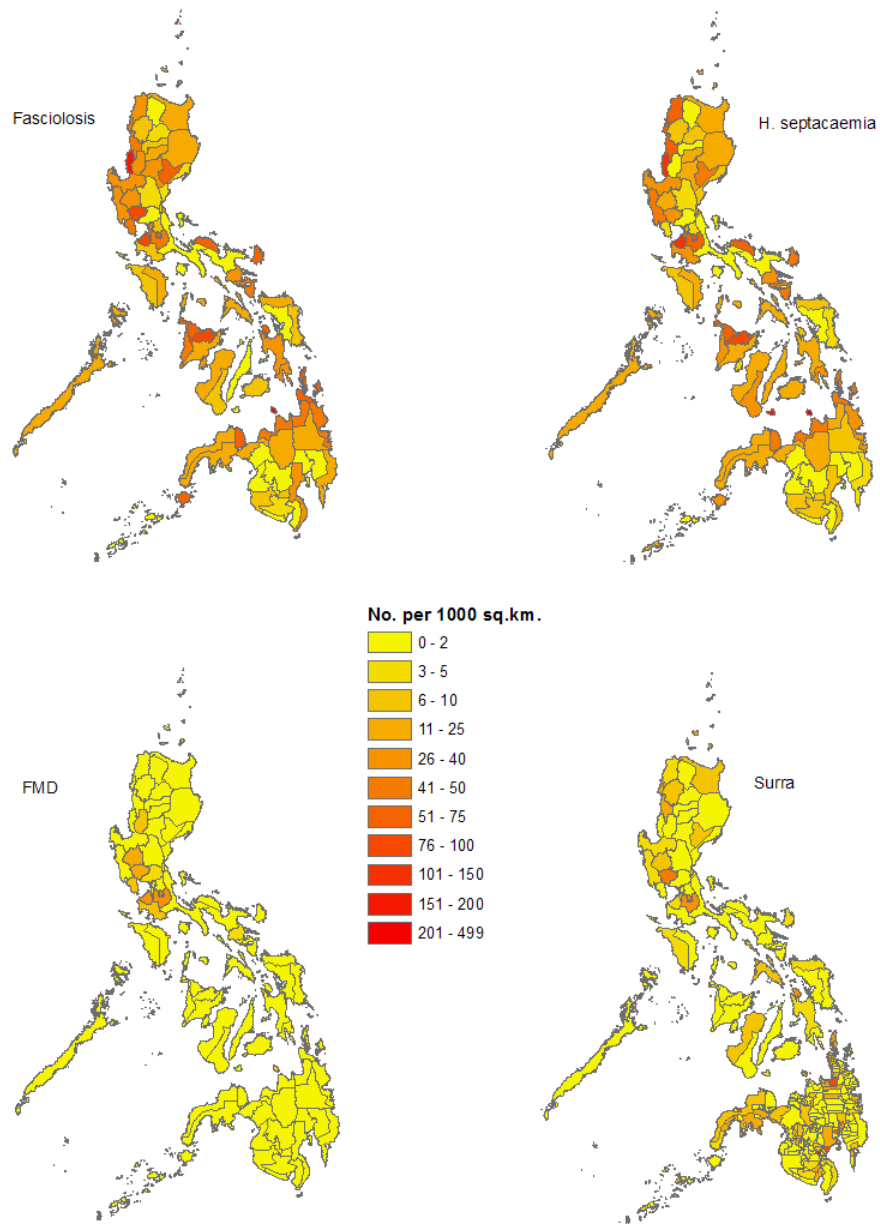 Fasciolosis
H. septacaemia
No. per 1000 sq.km.
0 - 2
3 - 5
6 - 10
11 - 25
26 - 40
41 - 50
51 - 75
76 - 100
101 - 150
151 - 200
201 - 499
FMD
Surra